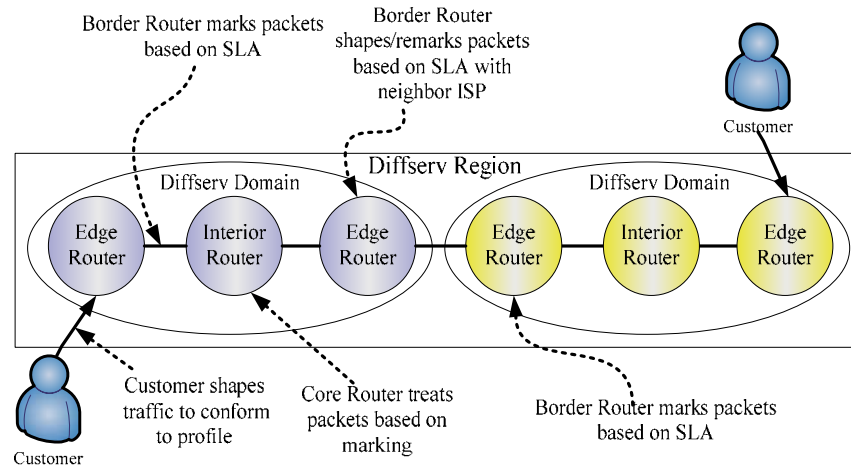 Border Router marks packets
based on SLA
Border Router
shapes/remarks packets
based on SLA with
neighbor ISP
Customer
Diffserv Region
Diffserv Domain
Diffserv Domain
Edge
Router
Interior
Router
Edge
Router
Edge
Router
Interior
Router
Edge
Router
Customer shapes
traffic to conform
to profile
Core Router treats
packets based on
marking
Border Router marks packets
based on SLA
Customer